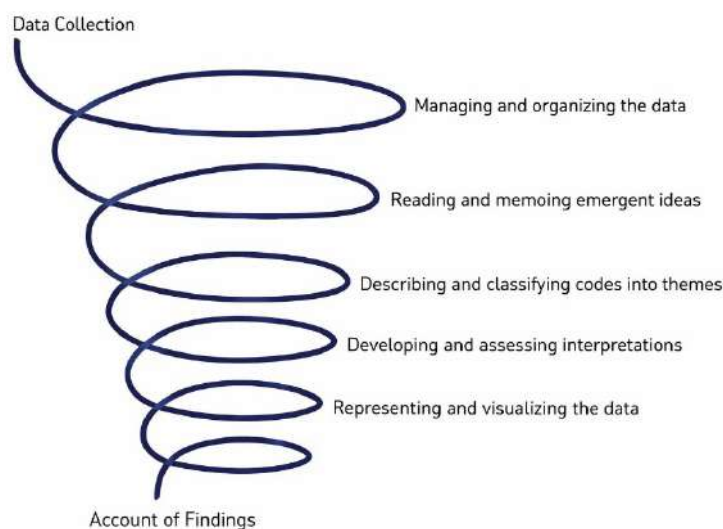 Data Collection
Managing and organizing the data
Reading and memoing emergent ideas
Describing and classifying codes into themes
Developing and assessing interpretations
Representing and visualizing the data
Account of Findings